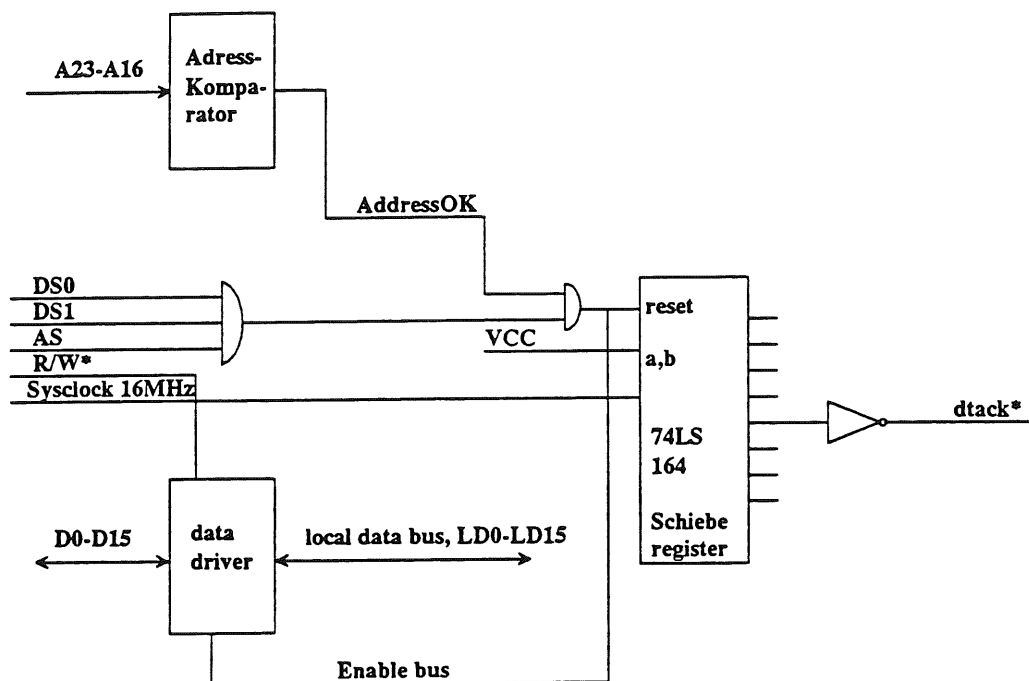 A23-A16
Adress-
Kompa-
rator
AddressOK
DS0
DS1
AS
R/W*
Sysclock 16MHz
VCC
reset
a,b
74LS
164
Schiebe
register
dtack*
D0-D15
data
driver
local data bus, LD0-LD15
Enable bus